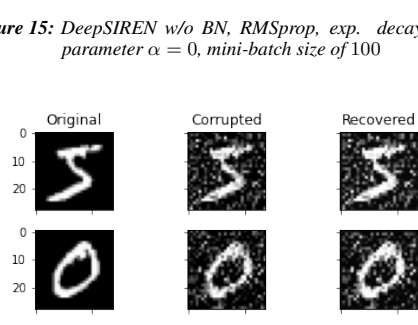 ure 15: DeepSIREN w/o BN, RMSprop, exp. decay
parameter α = 0, mini-batch size of 100
Original Corrupted Recovered
0
10
20
0
10
20